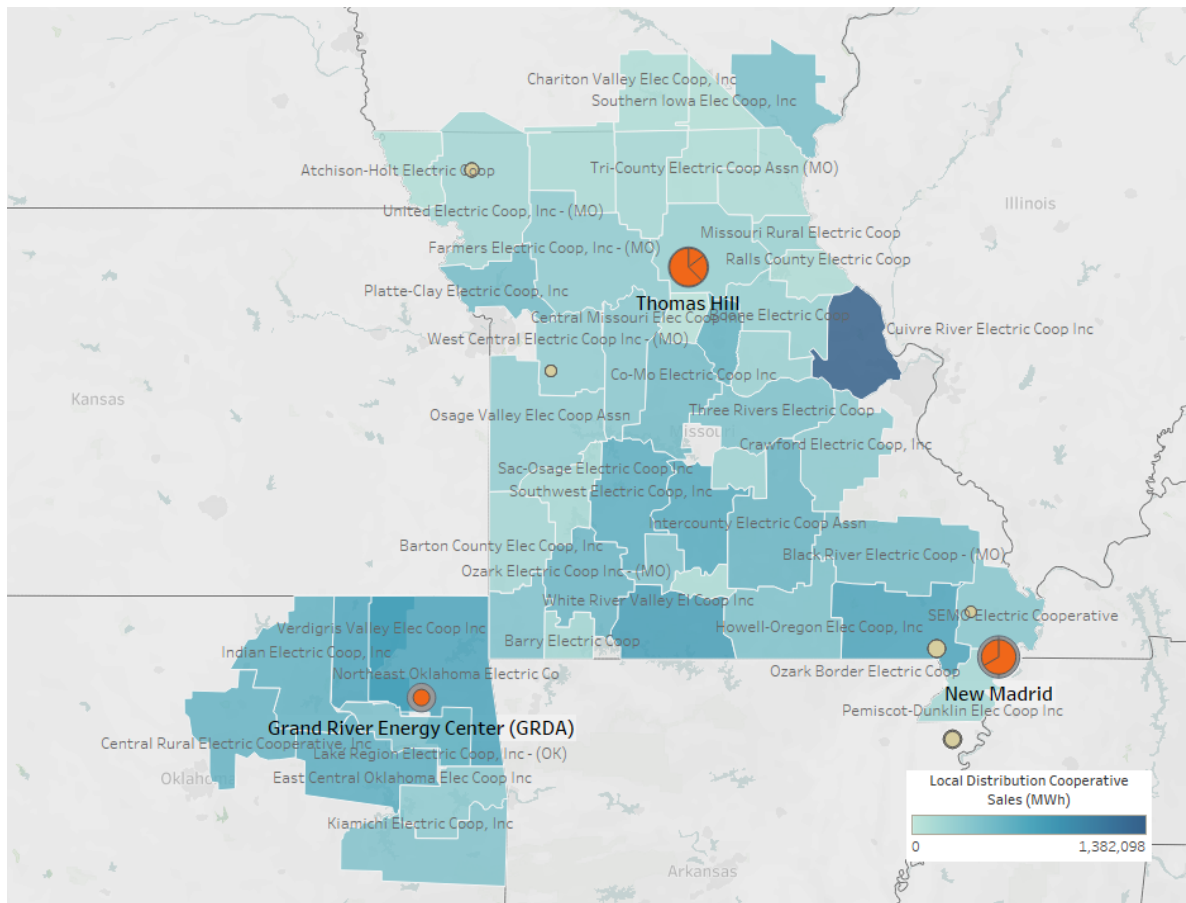 Chariton Valley Elec Coop, Inc
Southern Iowa Elec Coop, Inc
Atchison-Holt Electric Coop
Tri-County Electric Coop Assn (MO)
Illinois
United Electric Coop, Inc - (MO)
Missouri Rural Electric Coop
Farmers Electric Coop, Inc - (MO)
Ralls County Electric Coop
Platte-Clay Electric Coop, Inc
Thomas Hill
Central Missouri Elec Coop Inc
Boone Electric Coop
Cuivre River Electric Coop Inc
West Central Electric Coop Inc - (MO)
Co-Mo Electric Coop Inc
Kansas
Osage Valley Elec Coop Assn
Three Rivers Electric Coop
Missouri
Crawford Electric Coop, Inc
Sac-Osage Electric Coop Inc
Southwest Electric Coop, Inc
Intercounty Electric Coop Assn
Barton County Elec Coop, Inc
Black River Electric Coop - (MO)
Ozark Electric Coop Inc - (MO)
White River Valley El Coop Inc
SEMO Electric Cooperative
Verdigris Valley Elec Coop Inc
Howell-Oregon Elec Coop, Inc
Barry Electric Coop
Indian Electric Coop, Inc
Northeast Oklahoma Electric Co
Ozark Border Electric Coop
New Madrid
Pemiscot-Dunklin Elec Coop Inc
Grand River Energy Center (GRDA)
Central Rural Electric Cooperative, Inc
Lake Region Electric Coop, Inc - (OK)
Oklahoma
East Central Oklahoma Elec Coop Inc
Kiamichi Electric Coop, Inc
Arkansas
Local Distribution Cooperative
Sales (MWh)
0
1,382,098